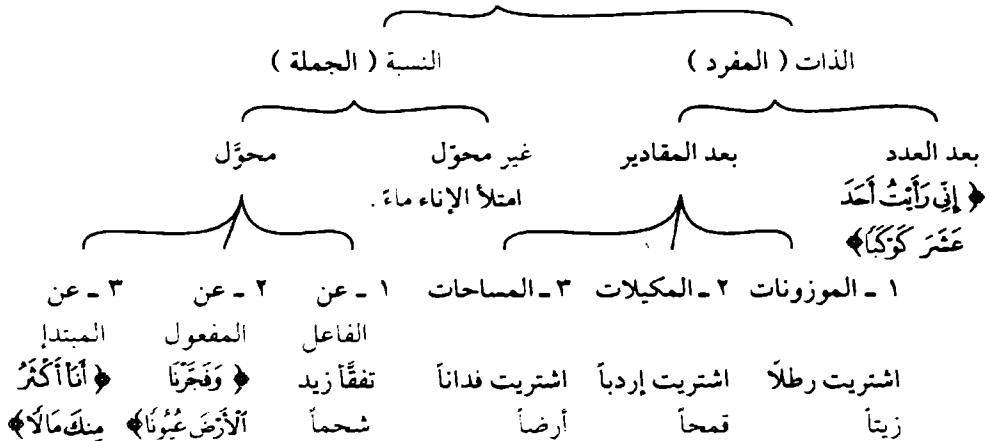 الذات ( المفرد ) النسبة ( الجملة )
بعد العدد بعد المقادير غير محوّل محوَّل
﴿ إِنِّي رَأَيْتُ أَحَدَ امتلأ الإناء ماءً .
عَشَرَ كَوْكَبًا﴾
١ ـ الموزونات ٢ ـ المكيلات ٣ ـ المساحات ١ ـ عن ٢ ـ عن ٣ ـ عن
الفاعل المفعول المبتدإ
اشتريت رطلًا اشتريت إردباً اشتريت فداناً تفقَّأ زيد ﴿ وَفَجَّرْنَا ﴿ أَنَا۠ أَكْثَرُ
زيتاً قمحاً أرضاً شحماً ٱلْأَرْضَ عُيُونًا﴾ مِنكَ مَالًا﴾